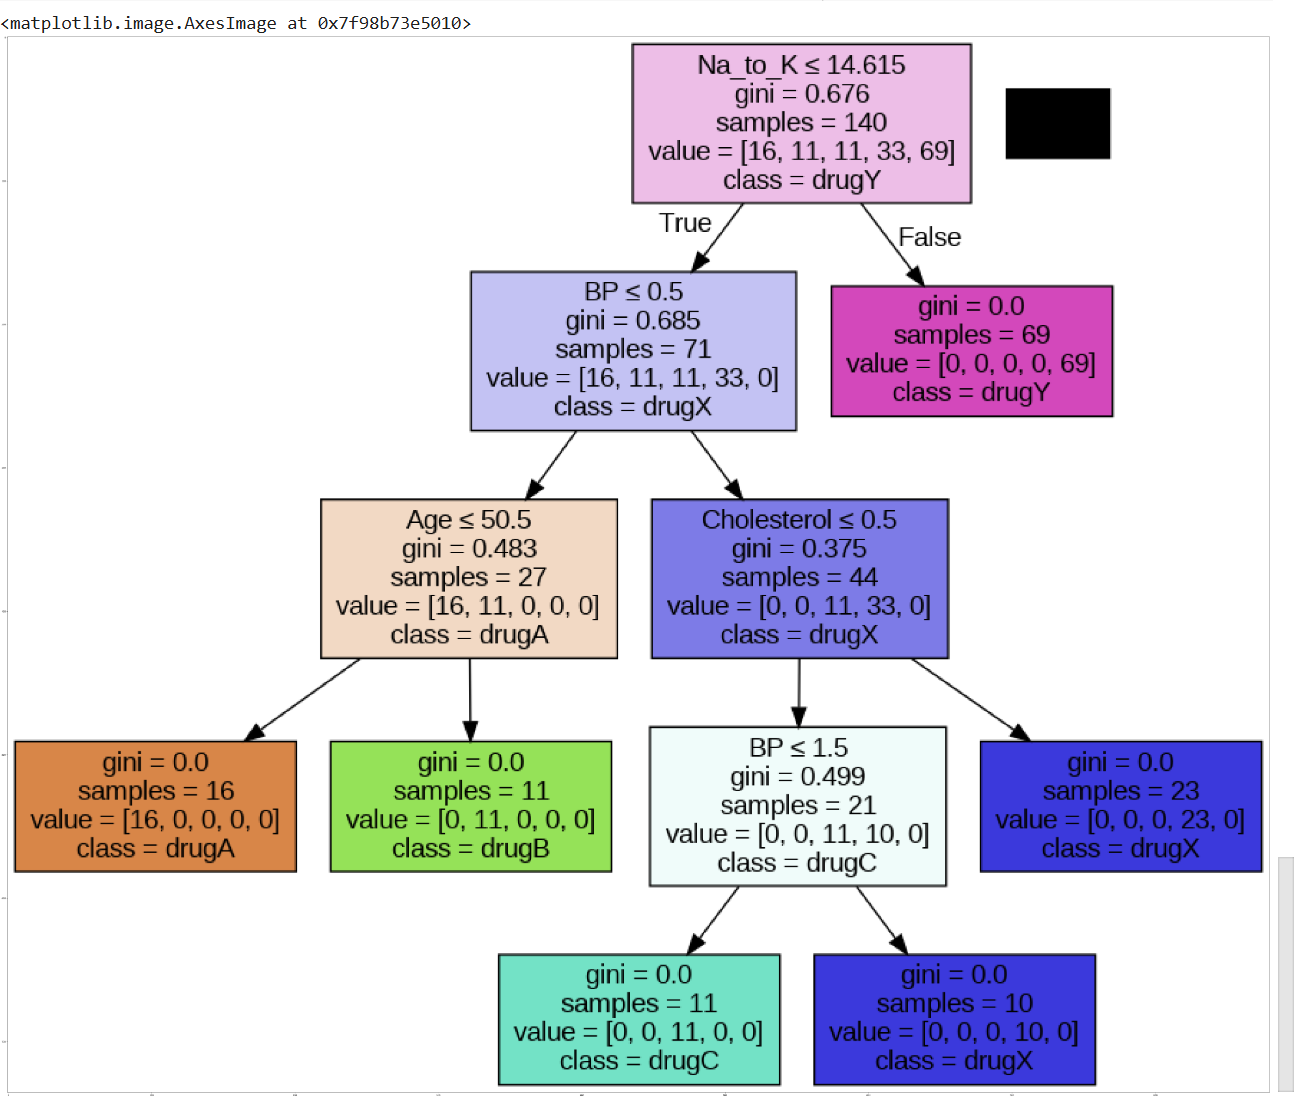 <matplotlib.image.AxesImage at 0x7f98b73e5010>
Na_to_K ≤ 14.615
gini = 0.676
samples = 140
value = [16, 11, 11, 33, 69]
class = drugY
True
False
BP ≤ 0.5
gini = 0.685
samples = 71
value = [16, 11, 11, 33, 0]
class = drugX
gini = 0.0
samples = 69
value = [0, 0, 0, 0, 69]
class = drugY
Age ≤ 50.5
gini = 0.483
samples = 27
value = [16, 11, 0, 0, 0]
class = drugA
Cholesterol ≤ 0.5
gini = 0.375
samples = 44
value = [0, 0, 11, 33, 0]
class = drugX
gini = 0.0
samples = 16
value = [16, 0, 0, 0, 0]
class = drugA
gini = 0.0
samples = 11
value = [0, 11, 0, 0, 0]
class = drugB
BP ≤ 1.5
gini = 0.499
samples = 21
value = [0, 0, 11, 10, 0]
class = drugC
gini = 0.0
samples = 23
value = [0, 0, 0, 23, 0]
class = drugX
gini = 0.0
samples = 11
value = [0, 0, 11, 0, 0]
class = drugC
gini = 0.0
samples = 10
value = [0, 0, 0, 10, 0]
class = drugX